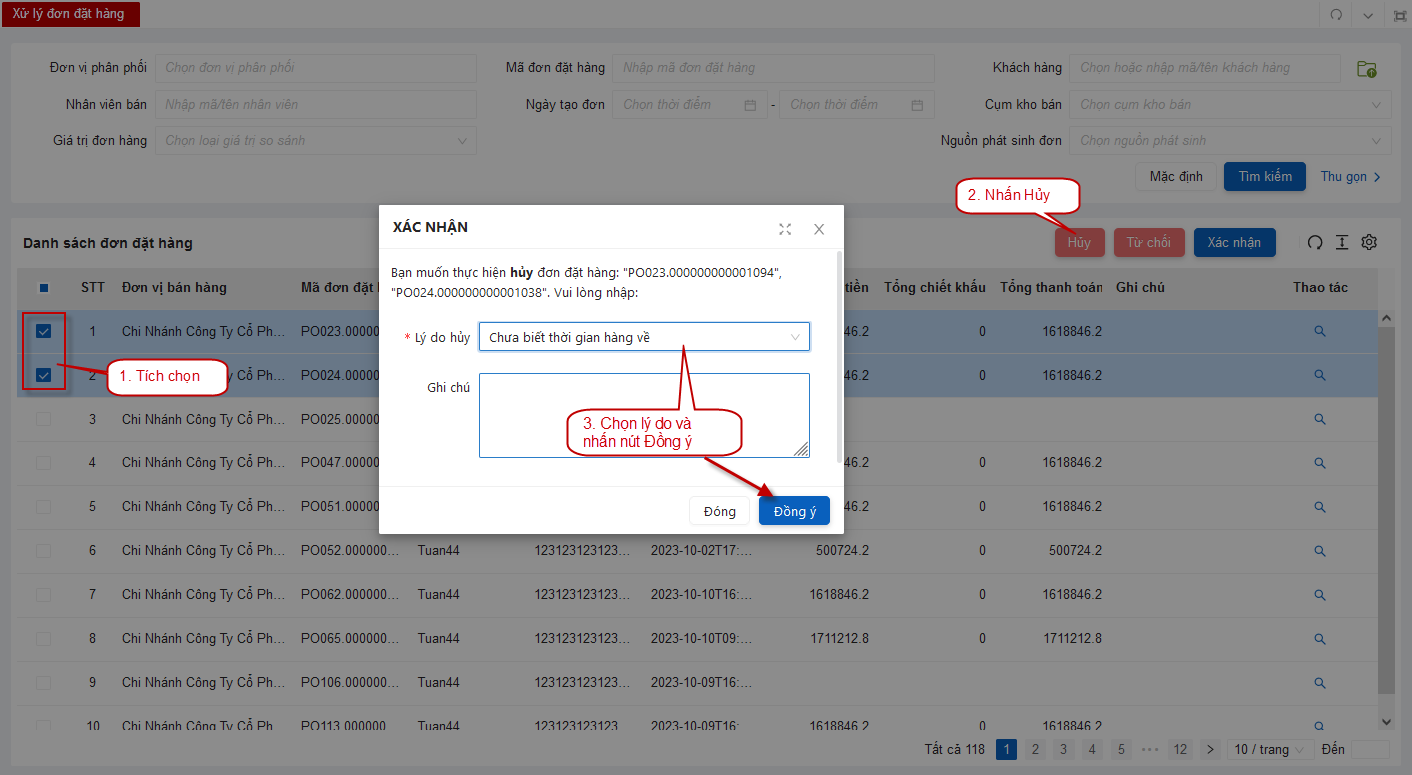 Xử lý đơn đặt hàng
Đơn vị phân phối Chọn đơn vị phân phối Mã đơn đặt hàng Nhập mã đơn đặt hàng Khách hàng Chọn hoặc nhập mã/tên khách hàng
Nhân viên bán Nhập mã/tên nhân viên Ngày tạo đơn Chọn thời điểm - Chọn thời điểm Cụm kho bán Chọn cụm kho bán
Giá trị đơn hàng Chọn loại giá trị so sánh Nguồn phát sinh đơn Chọn nguồn phát sinh
Mặc định Tìm kiếm Thu gọn
2. Nhấn Hủy
Danh sách đơn đặt hàng Hủy Từ chối Xác nhận
STT Đơn vị bán hàng Mã đơn đặt tiền Tổng chiết khấu Tổng thanh toán Ghi chú Thao tác
1 Chi Nhánh Công Ty Cổ Ph... PO023.0000 46.2 0 1618846.2
2 y Cổ Ph... PO024.0000 46.2 0 1618846.2
1. Tích chọn
3 Chi Nhánh Công Ty Cổ Ph... PO025.0000
4 Chi Nhánh Công Ty Cổ Ph... PO047.0000 46.2 0 1618846.2
5 Chi Nhánh Công Ty Cổ Ph... PO051.0000 46.2 0 1618846.2
6 Chi Nhánh Công Ty Cổ Ph... PO052.000000... Tuan44 123123123123... 2023-10-02T17:... 500724.2 0 500724.2
7 Chi Nhánh Công Ty Cổ Ph... PO062.000000... Tuan44 123123123123... 2023-10-10T16:... 1618846.2 0 1618846.2
8 Chi Nhánh Công Ty Cổ Ph... PO065.000000... Tuan44 123123123123... 2023-10-10T09:... 1711212.8 0 1711212.8
9 Chi Nhánh Công Ty Cổ Ph... PO106.000000... Tuan44 123123123123... 2023-10-09T16:...
10 Chi Nhánh Công Ty Cổ Ph PO113.000000 Tuan44 123123123123 2023-10-09T16: 1618846.2 0 1618846.2
Tất cả 118 1 2 3 4 5 ••• 12 10 / trang Đến
XÁC NHẬN
Bạn muốn thực hiện hủy đơn đặt hàng: "PO023.000000000001094",
"PO024.000000000001038". Vui lòng nhập:
* Lý do hủy Chưa biết thời gian hàng về
Ghi chú
3. Chọn lý do và
nhấn nút Đồng ý
Đóng Đồng ý